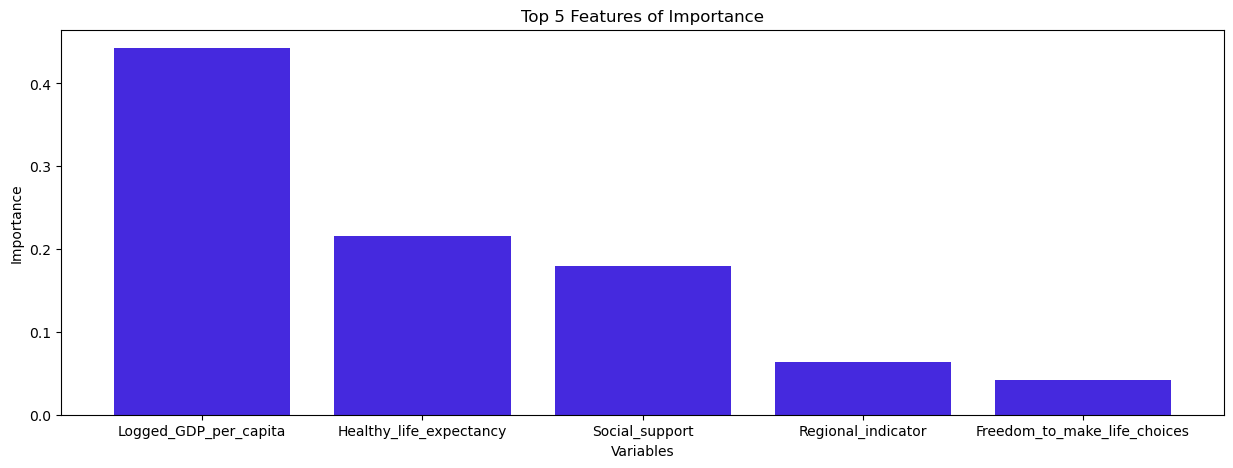 Top 5 Features of Importance
Importance
0.4
0.3
0.2
0.1
0.0
Logged_GDP_per_capita
Healthy_life_expectancy
Social_support
Regional_indicator
Freedom_to_make_life_choices
Variables